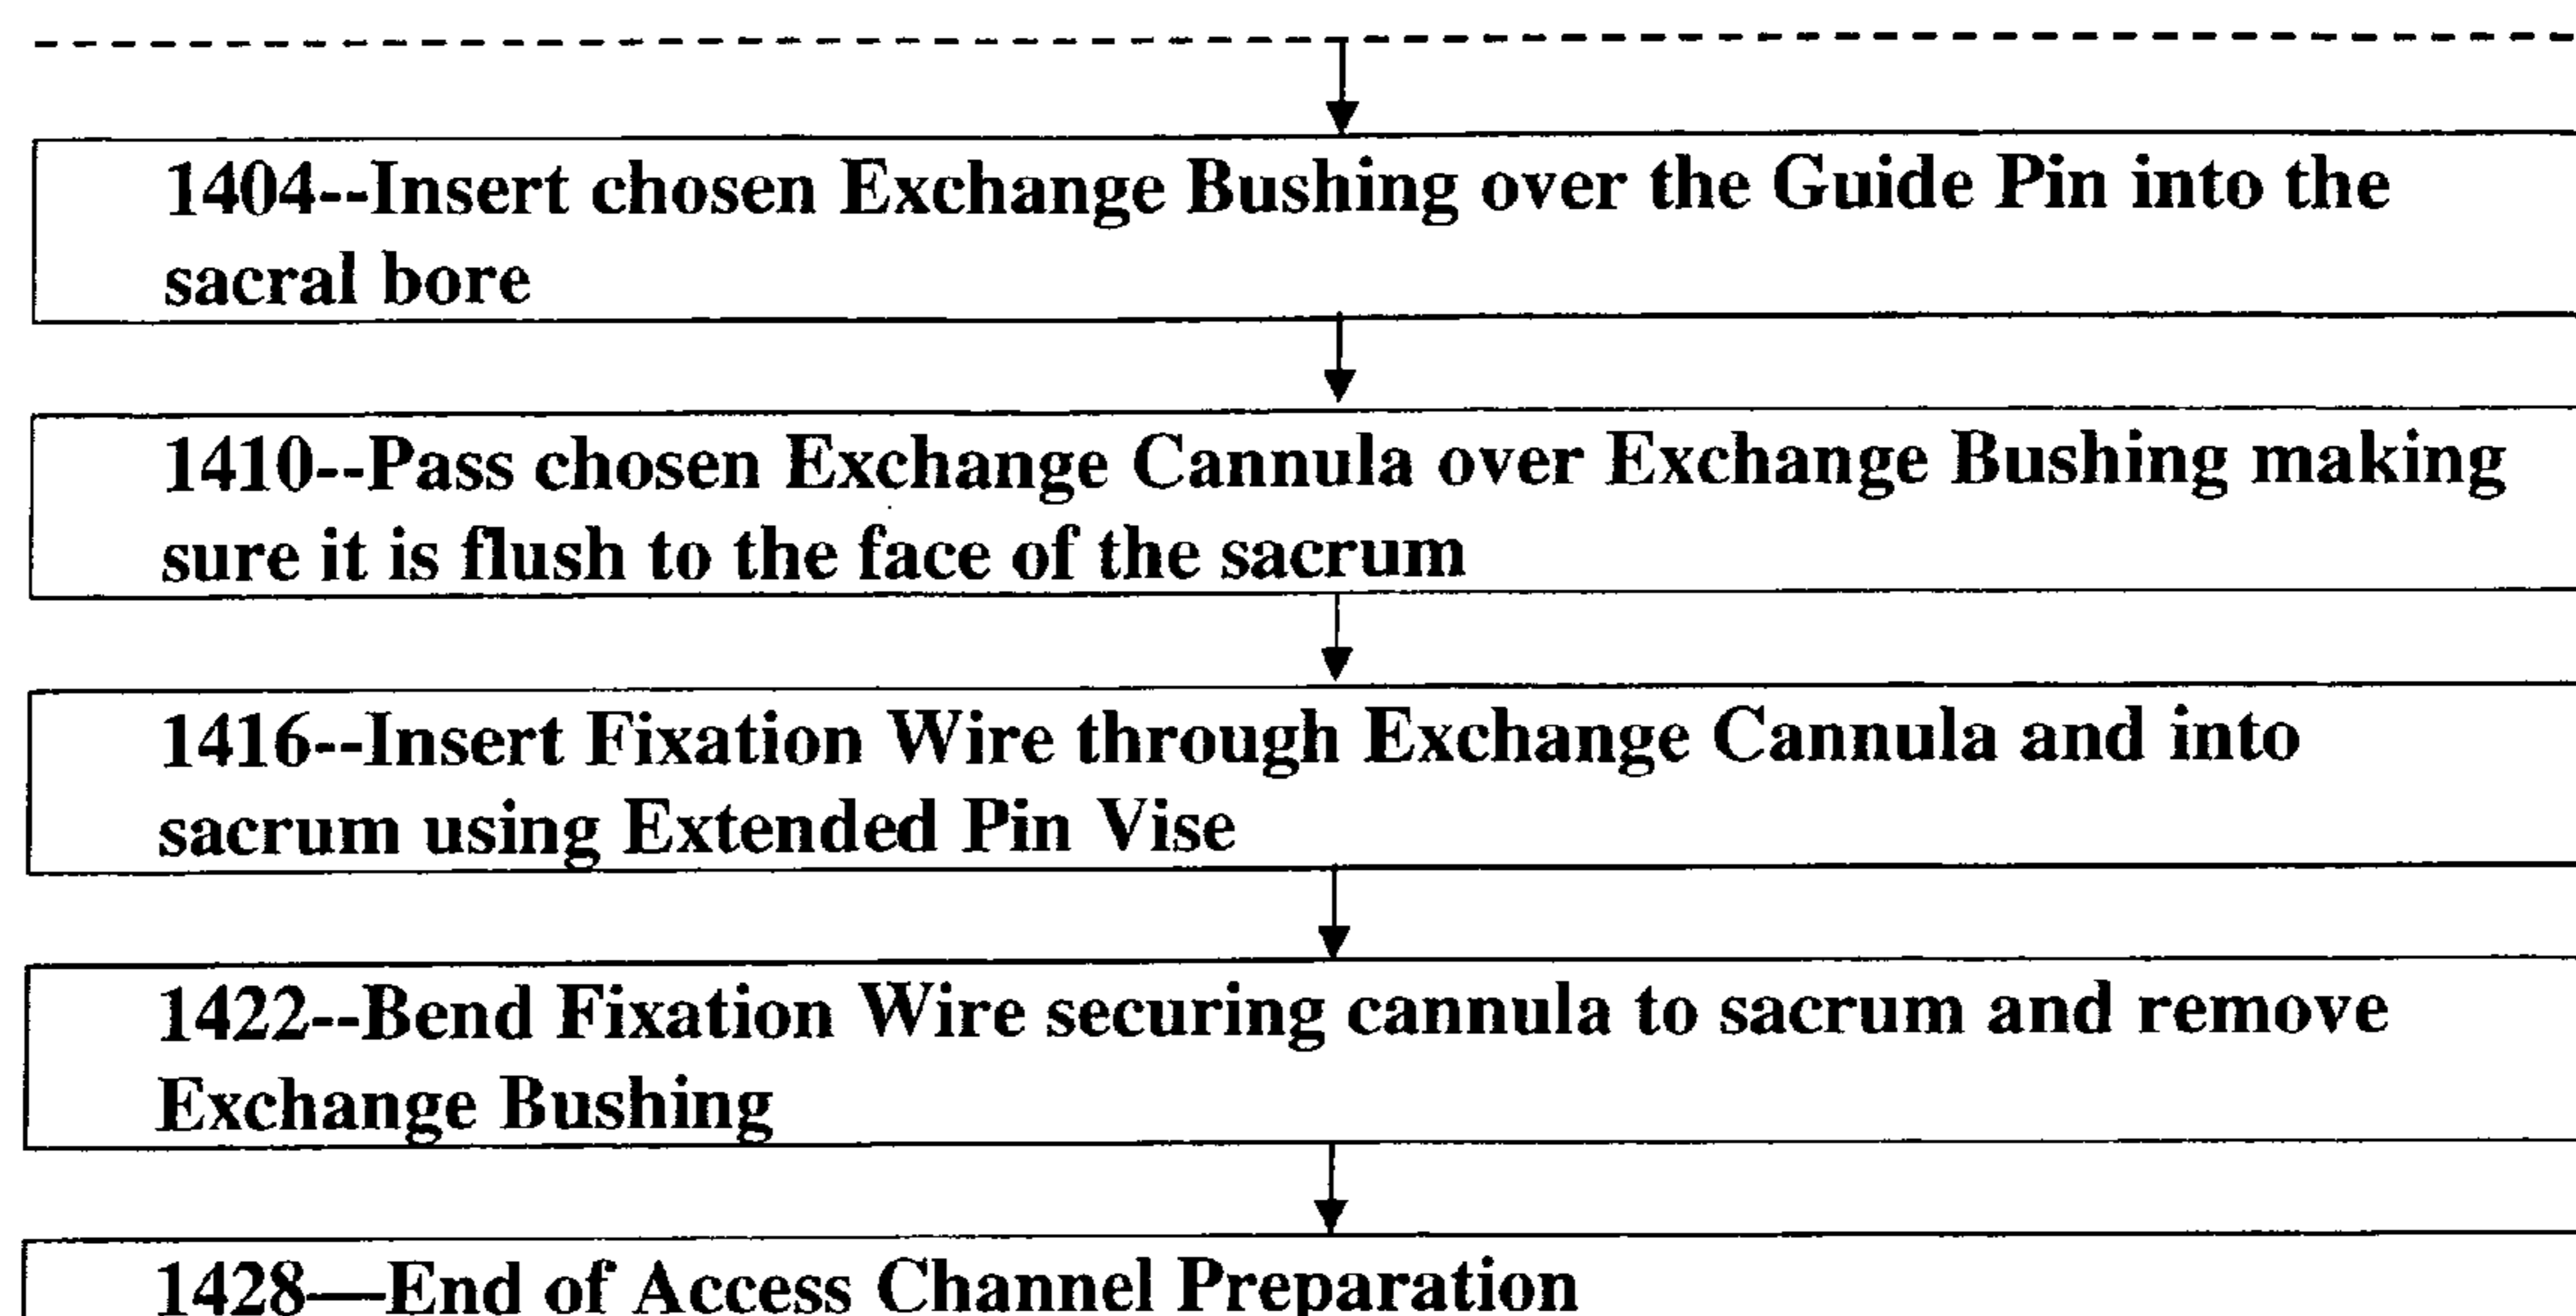 1404--Insert chosen Exchange Bushing over the Guide Pin into the
sacral bore
1410--Pass chosen Exchange Cannula over Exchange Bushing making
sure it is flush to the face of the sacrum
1416--Insert Fixation Wire through Exchange Cannula and into
sacrum using Extended Pin Vise
1422--Bend Fixation Wire securing cannula to sacrum and remove
Exchange Bushing
1428—End of Access Channel Preparation